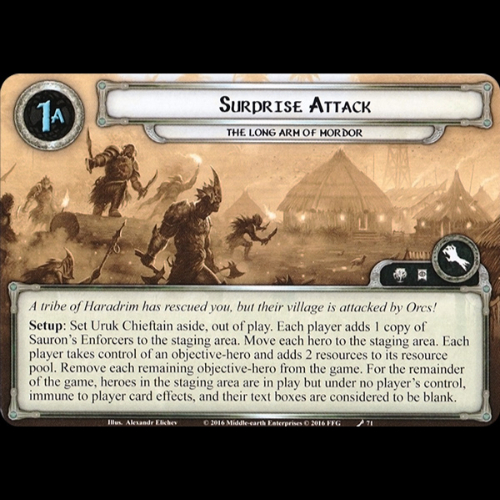 1A
SURPRISE ATTACK
THE LONG ARM OF MORDOR
A tribe of Haradrim has rescued you, but their village is attacked by Orcs!
Setup: Set Uruk Chieftain aside, out of play. Each player adds 1 copy of
Sauron's Enforcers to the staging area. Move each hero to the staging area. Each
player takes control of an objective-hero and adds 2 resources to its resource
pool. Remove each remaining objective-hero from the game. For the remainder
of the game, heroes in the staging area are in play but under no player's control,
immune to player card effects, and their text boxes are considered to be blank.
Illus. Alexandr Elichev © 2016 Middle-earth Enterprises © 2016 FFG 71